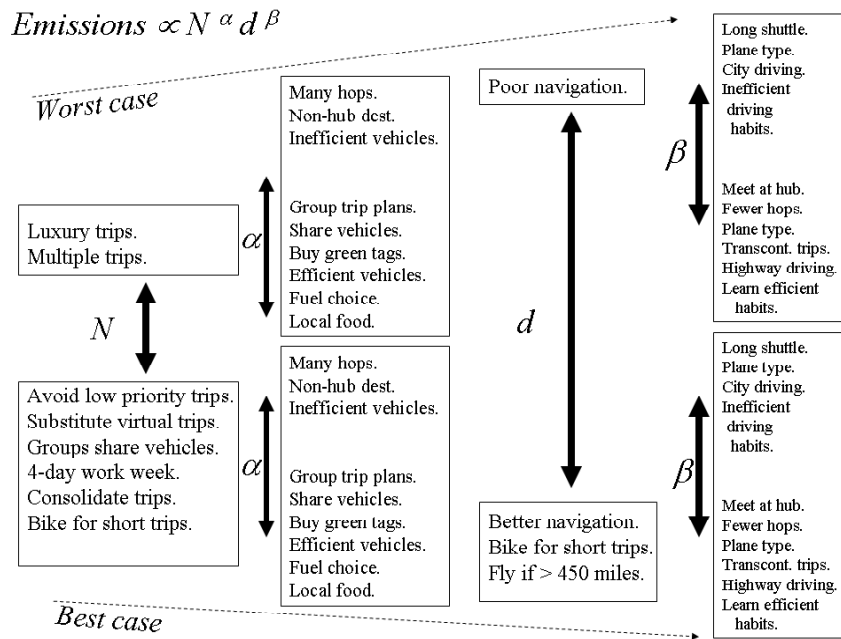 Emissions ∝ N α d β
Worst case
Luxury trips.
Multiple trips.
N
Avoid low priority trips.
Substitute virtual trips.
Groups share vehicles.
4-day work week.
Consolidate trips.
Bike for short trips.
α
Many hops.
Non-hub dest.
Inefficient vehicles.
Group trip plans.
Share vehicles.
Buy green tags.
Efficient vehicles.
Fuel choice.
Local food.
α
Many hops.
Non-hub dest.
Inefficient vehicles.
Group trip plans.
Share vehicles.
Buy green tags.
Efficient vehicles.
Fuel choice.
Local food.
Poor navigation.
d
Better navigation.
Bike for short trips.
Fly if > 450 miles.
β
Long shuttle.
Plane type.
City driving.
Inefficient
driving
habits.
Meet at hub.
Fewer hops.
Plane type.
Transcont. trips.
Highway driving.
Learn efficient
habits.
β
Long shuttle.
Plane type.
City driving.
Inefficient
driving
habits.
Meet at hub.
Fewer hops.
Plane type.
Transcont. trips.
Highway driving.
Learn efficient
habits.
Best case